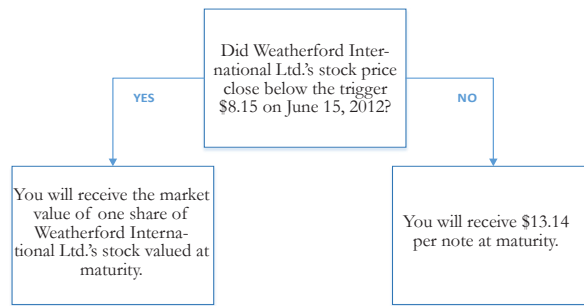 Did Weatherford Inter-
national Ltd.'s stock price
close below the trigger
$8.15 on June 15, 2012?
YES
NO
You will receive the market
value of one share of
Weatherford Interna-
tional Ltd.'s stock valued at
maturity.
You will receive $13.14
per note at maturity.